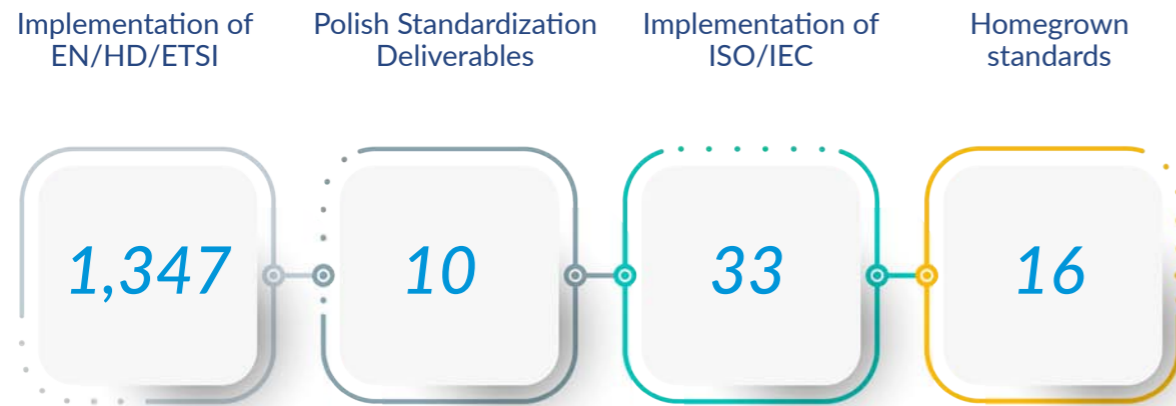 Implementation of
EN/HD/ETSI
Polish Standardization
Deliverables
Implementation of
ISO/IEC
Homegrown
standards
1,347
10
33
16